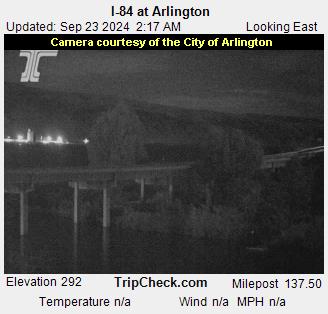 I-84 at Arlington
Updated: Sep 23 2024 2:17 AM Looking East
Camera courtesy of the City of Arlington
Elevation 292 TripCheck.com Milepost 137.50
Temperature n/a Wind n/a MPH n/a